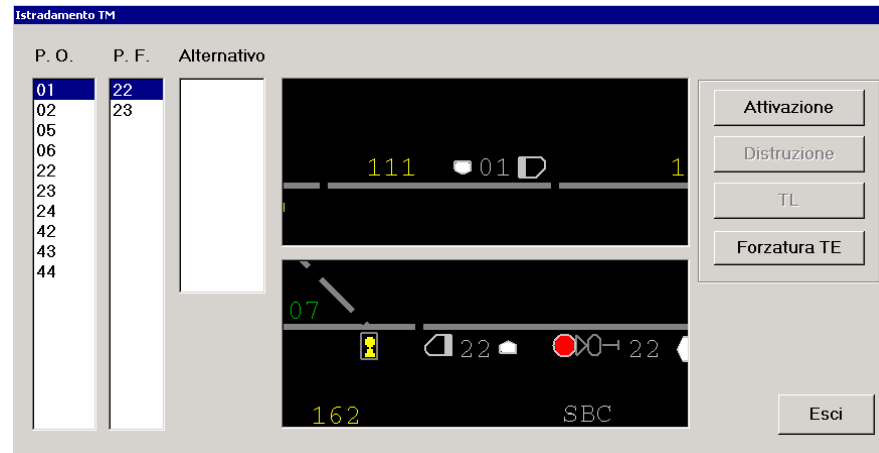 Istradamento TM
P. O. P. F. Alternativo
01
02
05
06
22
23
24
42
43
44
22
23
111 01 1
07
22 22
162 SBC
Attivazione
Distruzione
TL
Forzatura TE
Esci